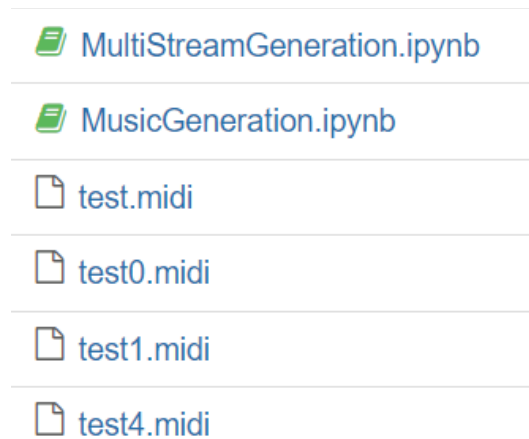 MultiStreamGeneration.ipynb
MusicGeneration.ipynb
test.midi
test0.midi
test1.midi
test4.midi